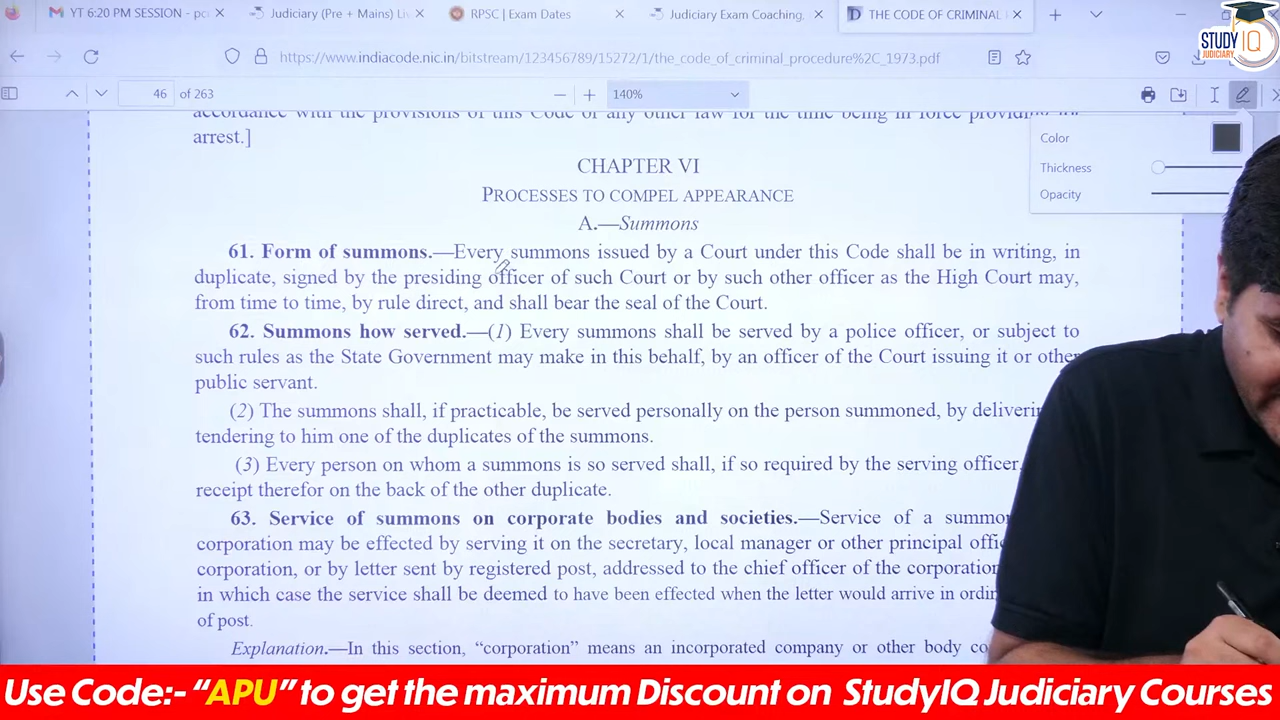 YT 6:20 PM SESSION - pc
Judiciary (Pre + Mains) Li
RPSC | Exam Dates
Judiciary Exam Coaching,
THE CODE OF CRIMINAL
STUDY IQ
JUDICIARY
https://www.indiacode.nic.in/bitstream/123456789/15272/1/the_code_of_criminal_procedure%2C_1973.pdf
46 of 263
140%
accordance with the provisions of this Code or any other law for the time being in force providing for
arrest.]
Color
Thickness
Opacity
CHAPTER VI
PROCESSES TO COMPEL APPEARANCE
A.—Summons
61. Form of summons.—Every summons issued by a Court under this Code shall be in writing, in
duplicate, signed by the presiding officer of such Court or by such other officer as the High Court may,
from time to time, by rule direct, and shall bear the seal of the Court.
62. Summons how served.—(1) Every summons shall be served by a police officer, or subject to
such rules as the State Government may make in this behalf, by an officer of the Court issuing it or other
public servant.
(2) The summons shall, if practicable, be served personally on the person summoned, by deliveri
tendering to him one of the duplicates of the summons.
(3) Every person on whom a summons is so served shall, if so required by the serving officer,
receipt therefor on the back of the other duplicate.
63. Service of summons on corporate bodies and societies.—Service of a summo
corporation may be effected by serving it on the secretary, local manager or other principal offi
corporation, or by letter sent by registered post, addressed to the chief officer of the corporation
in which case the service shall be deemed to have been effected when the letter would arrive in ordin
of post.
Explanation.—In this section, “corporation” means an incorporated company or other body co
Use Code:- “APU” to get the maximum Discount on StudyIQ Judiciary Courses